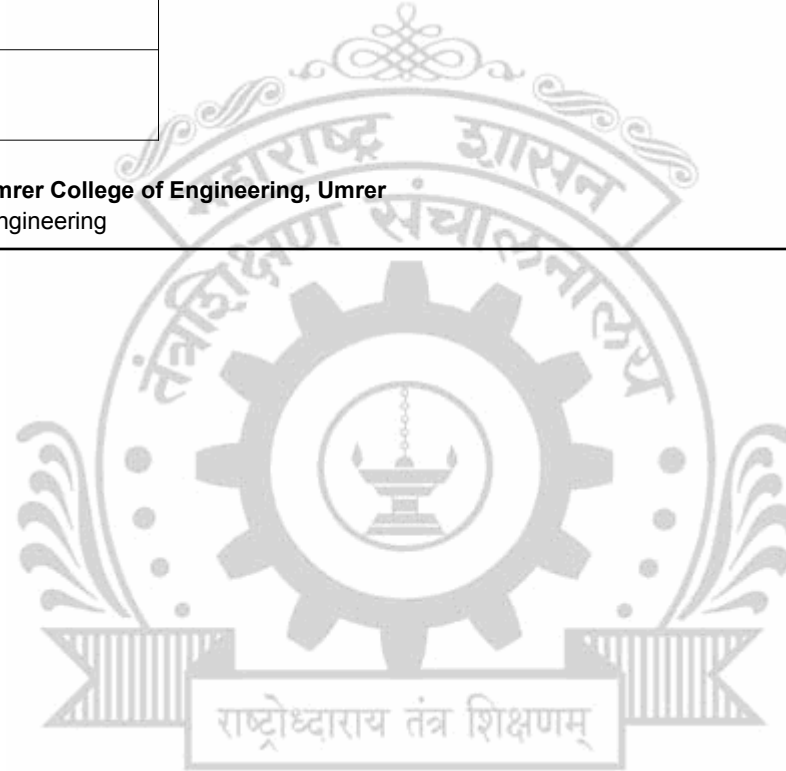 महाराष्ट्र शासन
mrer College of Engineering, Umrer
ngineering
तंत्रशिक्षण संचालनालय
राष्ट्रोध्दाराय तंत्र शिक्षणम्